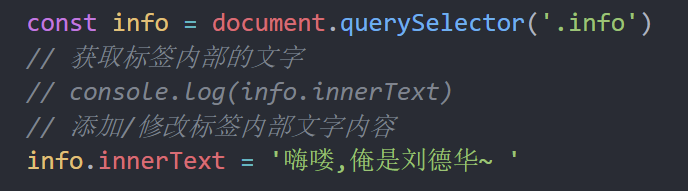 const info = document.querySelector('.info')
// 获取标签内部的文字
// console.log(info.innerText)
// 添加/修改标签内部文字内容
info.innerText = '嗨喽,俺是刘德华~ '